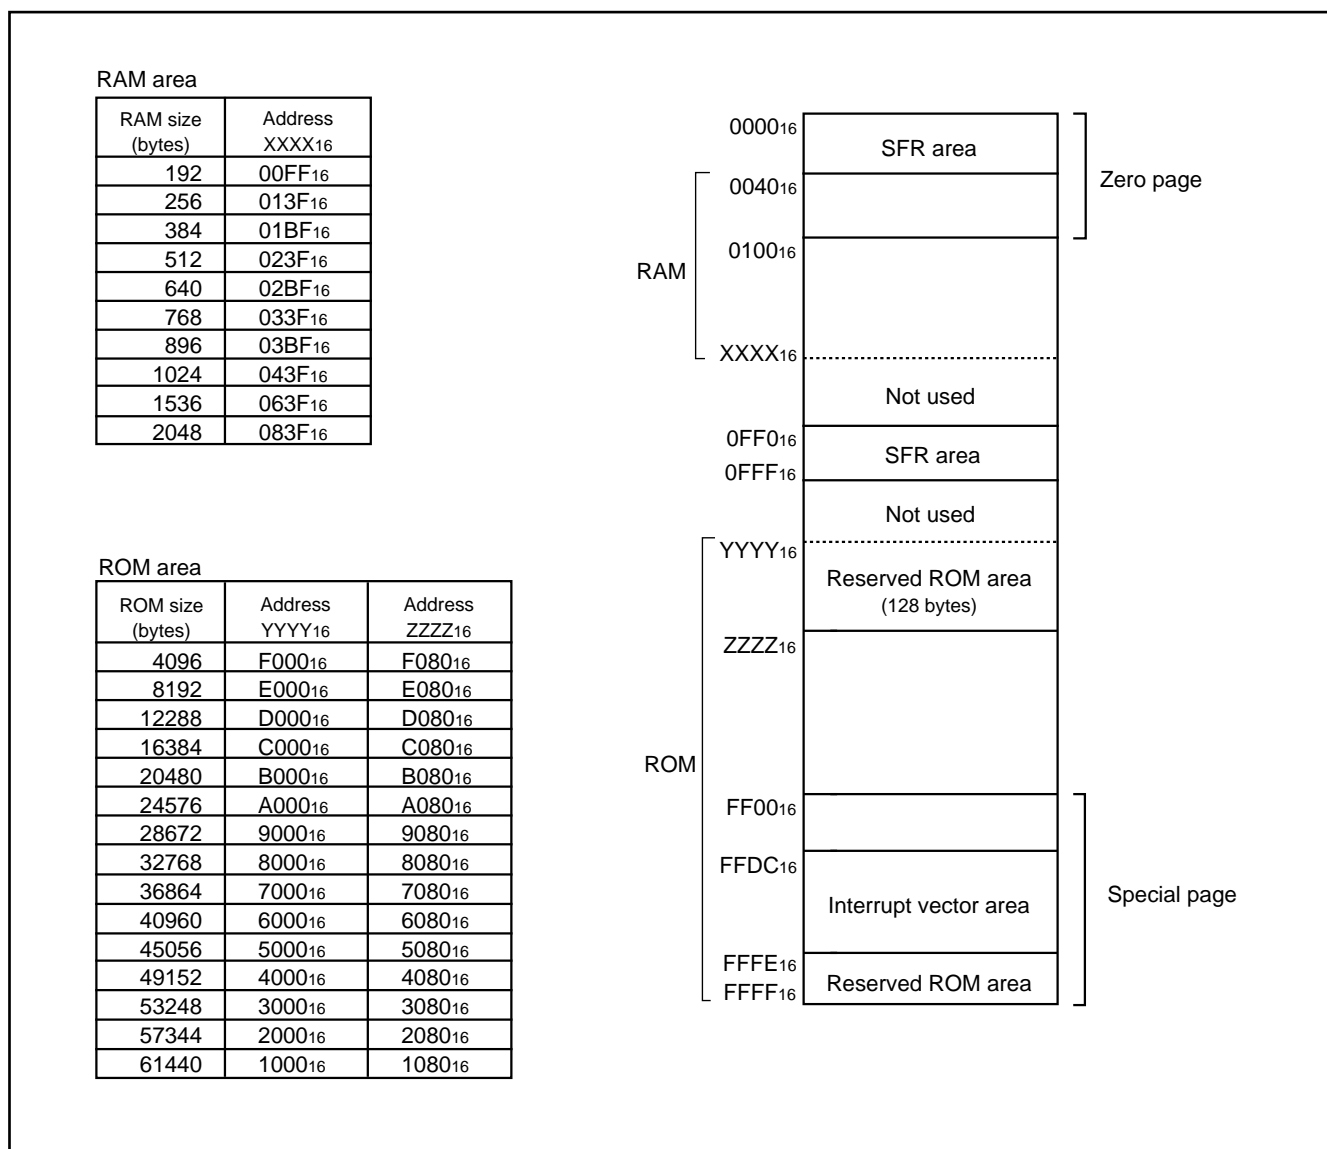 RAM area
RAM size (bytes) Address XXXX16
192 00FF16
256 013F16
384 01BF16
512 023F16
640 02BF16
768 033F16
896 03BF16
1024 043F16
1536 063F16
2048 083F16
ROM area
ROM size (bytes) Address YYYY16 Address ZZZZ16
4096 F00016 F08016
8192 E00016 E08016
12288 D00016 D08016
16384 C00016 C08016
20480 B00016 B08016
24576 A00016 A08016
28672 900016 908016
32768 800016 808016
36864 700016 708016
40960 600016 608016
45056 500016 508016
49152 400016 408016
53248 300016 308016
57344 200016 208016
61440 100016 108016
000016
SFR area
Zero page
004016
010016
RAM
XXXX16
Not used
0FF016
SFR area
0FFF16
Not used
YYYY16
Reserved ROM area
(128 bytes)
ZZZZ16
ROM
FF0016
FFDC16
Interrupt vector area
Special page
FFFE16
Reserved ROM area
FFFF16